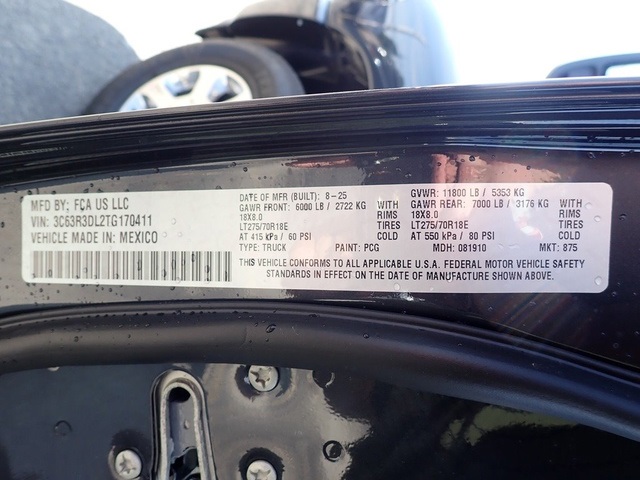 MFD BY: FCA US LLC
VIN: 3C63R3DL2TG170411
VEHICLE MADE IN: MEXICO
DATE OF MFR (BUILT): 8-25
GAWR FRONT: 6000 LB / 2722 KG WITH
18X8.0 RIMS
LT275/70R18E TIRES
AT 415 kPa / 60 PSI COLD
TYPE: TRUCK PAINT: PCG
GVWR: 11800 LB / 5353 KG
GAWR REAR: 7000 LB / 3176 KG WITH
18X8.0 RIMS
LT275/70R18E TIRES
AT 550 kPa / 80 PSI COLD
MDH: 081910 MKT: 875
THIS VEHICLE CONFORMS TO ALL APPLICABLE U.S.A. FEDERAL MOTOR VEHICLE SAFETY
STANDARDS IN EFFECT ON THE DATE OF MANUFACTURE SHOWN ABOVE.